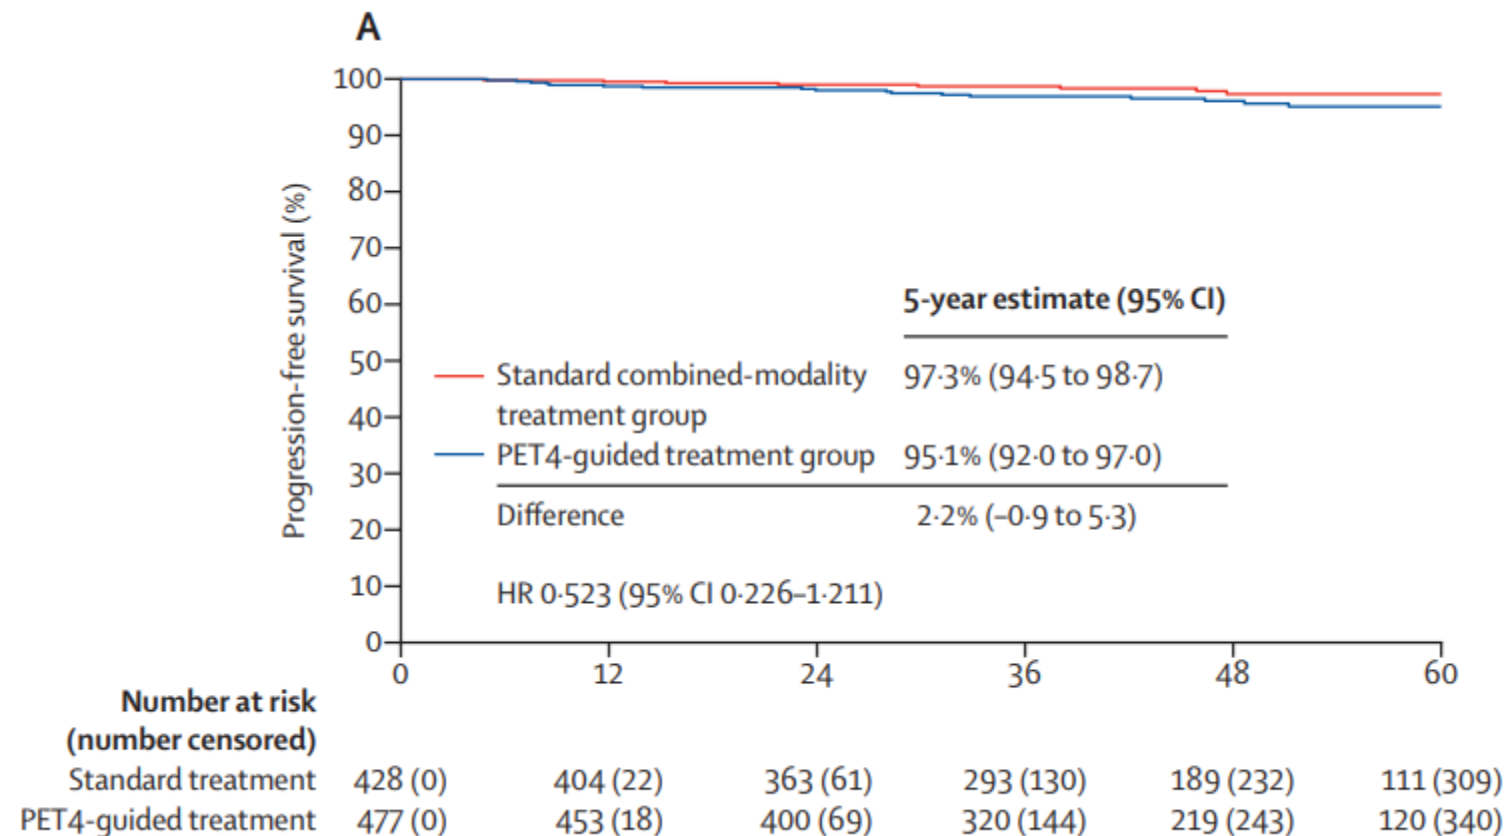 A
100
90
80
70
60
50
40
30
20
10
0
Progression-free survival (%)
5-year estimate (95% CI)
Standard combined-modality treatment group
97·3% (94·5 to 98·7)
PET4-guided treatment group
95·1% (92·0 to 97·0)
Difference
2·2% (–0·9 to 5·3)
HR 0·523 (95% CI 0·226–1·211)
0 12 24 36 48 60
Number at risk
(number censored)
Standard treatment 428 (0) 404 (22) 363 (61) 293 (130) 189 (232) 111 (309)
PET4-guided treatment 477 (0) 453 (18) 400 (69) 320 (144) 219 (243) 120 (340)